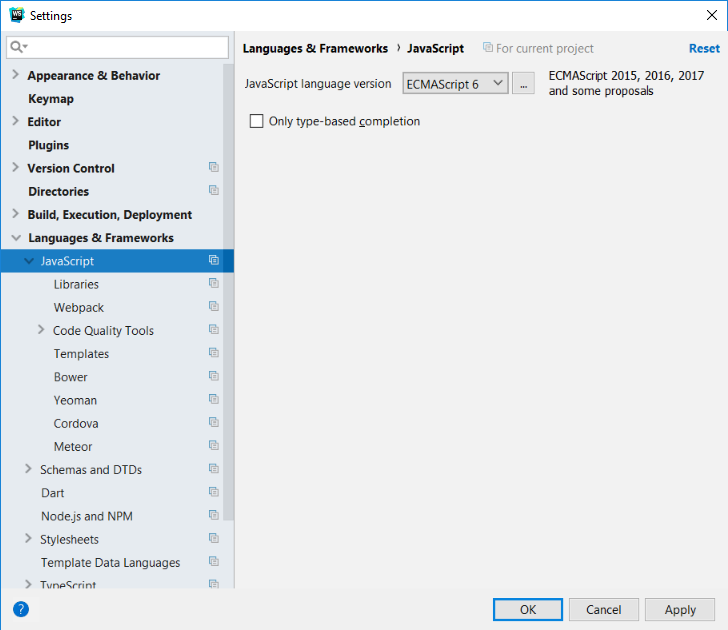 WS
Settings
Languages & Frameworks › JavaScript For current project Reset
Appearance & Behavior
Keymap
Editor
Plugins
Version Control
Directories
Build, Execution, Deployment
Languages & Frameworks
JavaScript
Libraries
Webpack
Code Quality Tools
Templates
Bower
Yeoman
Cordova
Meteor
Schemas and DTDs
Dart
Node.js and NPM
Stylesheets
Template Data Languages
TypeScript
JavaScript language version ECMAScript 6 ... ECMAScript 2015, 2016, 2017
and some proposals
Only type-based completion
? OK Cancel Apply